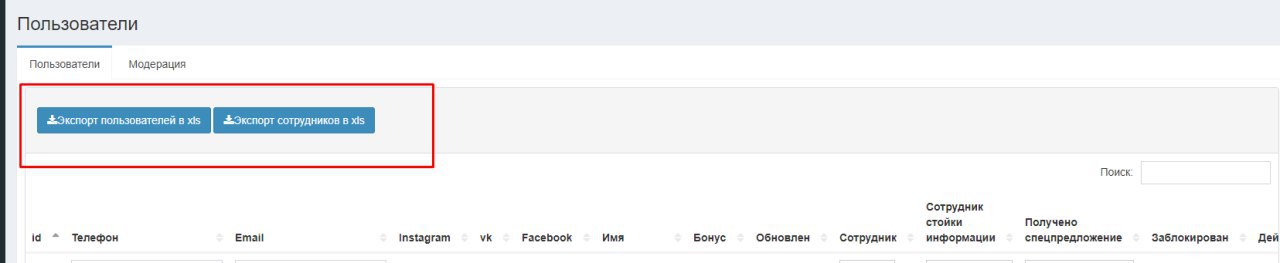 Пользователи
Пользователи Модерация
Экспорт пользователей в xls Экспорт сотрудников в xls
Поиск:
id Телефон Email Instagram vk Facebook Имя Бонус Обновлен Сотрудник Сотрудник стойки информации Получено спецпредложение Заблокирован Дей